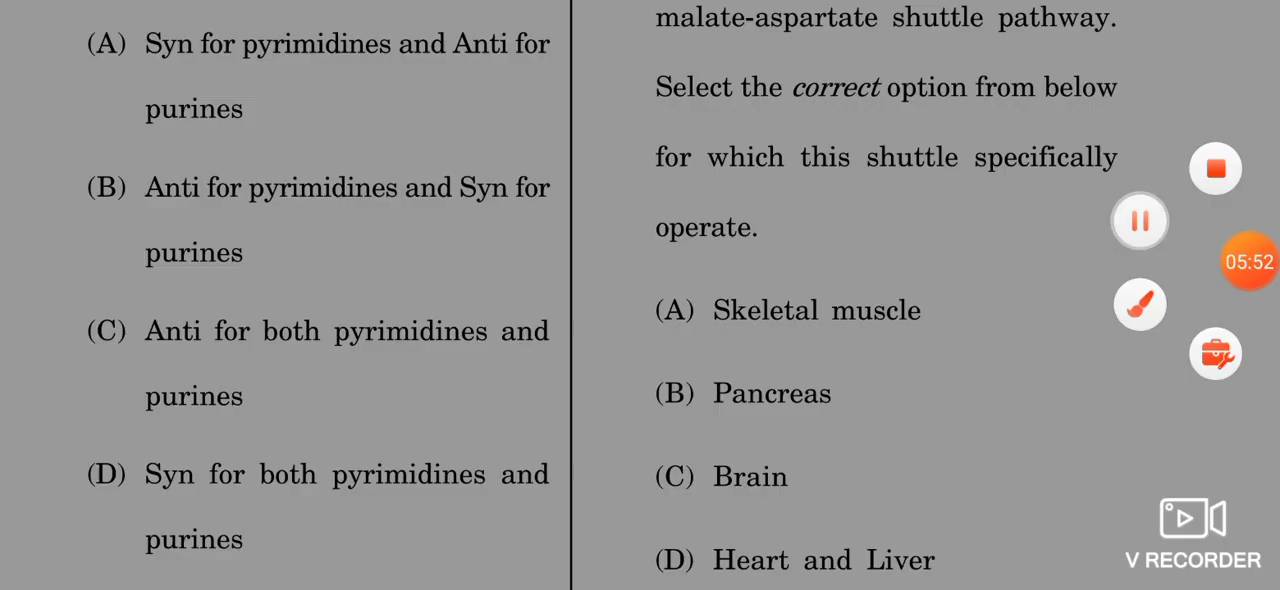 (A) Syn for pyrimidines and Anti for
purines
(B) Anti for pyrimidines and Syn for
purines
(C) Anti for both pyrimidines and
purines
(D) Syn for both pyrimidines and
purines
malate-aspartate shuttle pathway.
Select the correct option from below
for which this shuttle specifically
operate.
(A) Skeletal muscle
(B) Pancreas
(C) Brain
(D) Heart and Liver
05:52
V RECORDER